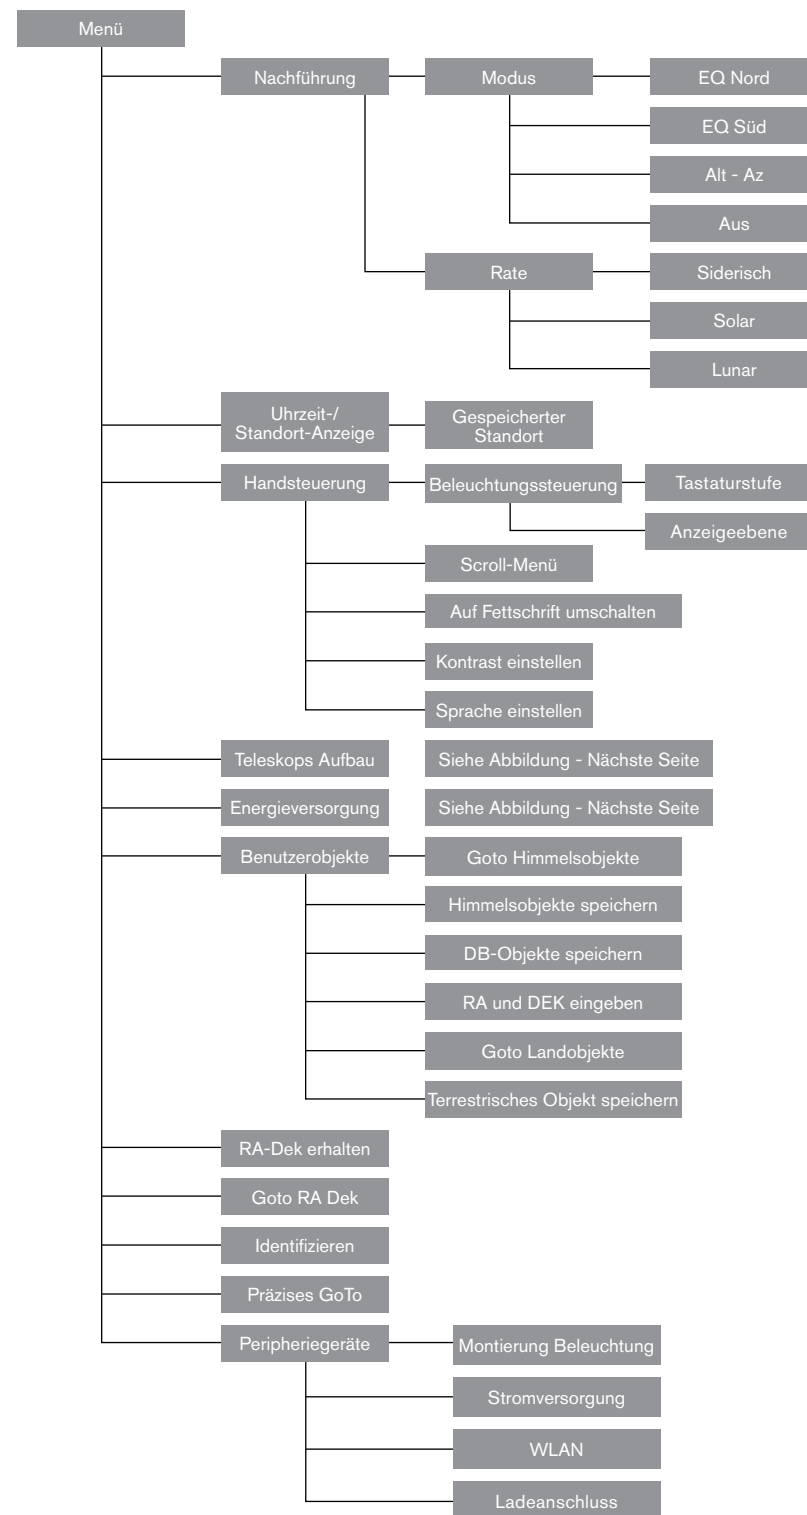 Menü
Nachführung
Modus
EQ Nord
EQ Süd
Alt - Az
Aus
Rate
Siderisch
Solar
Lunar
Uhrzeit-/
Standort-Anzeige
Gespeicherter
Standort
Handsteuerung
Beleuchtungssteuerung
Tastaturstufe
Anzeigeebene
Scroll-Menü
Auf Fettschrift umschalten
Kontrast einstellen
Sprache einstellen
Teleskops Aufbau
Siehe Abbildung - Nächste Seite
Energieversorgung
Siehe Abbildung - Nächste Seite
Benutzerobjekte
Goto Himmelsobjekte
Himmelsobjekte speichern
DB-Objekte speichern
RA und DEK eingeben
Goto Landobjekte
Terrestrisches Objekt speichern
RA-Dek erhalten
Goto RA Dek
Identifizieren
Präzises GoTo
Peripheriegeräte
Montierung Beleuchtung
Stromversorgung
WLAN
Ladeanschluss